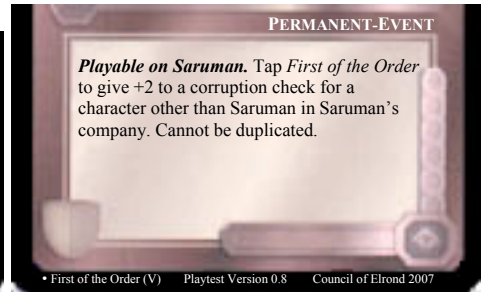 PERMANENT-EVENT
Playable on Saruman. Tap First of the Order
to give +2 to a corruption check for a
character other than Saruman in Saruman’s
company. Cannot be duplicated.
• First of the Order (V) Playtest Version 0.8 Council of Elrond 2007